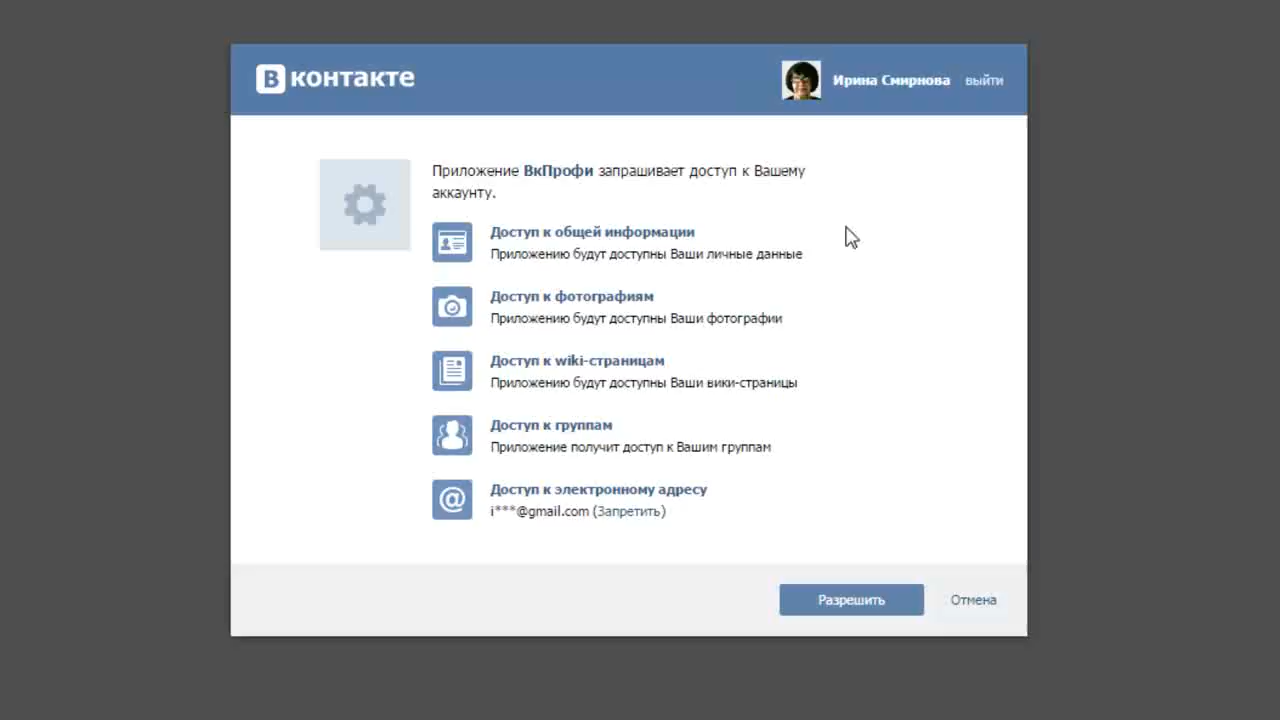 В контакте
Ирина Смирнова выйти
Приложение ВкПрофи запрашивает доступ к Вашему
аккаунту.
Доступ к общей информации
Приложению будут доступны Ваши личные данные
Доступ к фотографиям
Приложению будут доступны Ваши фотографии
Доступ к wiki-страницам
Приложению будут доступны Ваши вики-страницы
Доступ к группам
Приложение получит доступ к Вашим группам
Доступ к электронному адресу
i***@gmail.com (Запретить)
Разрешить Отмена